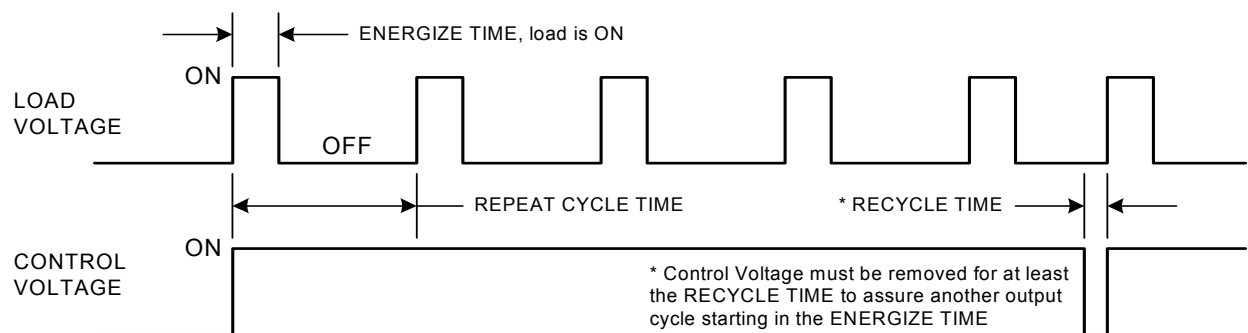 ENERGIZE TIME, load is ON
ON
LOAD
VOLTAGE
OFF
REPEAT CYCLE TIME
* RECYCLE TIME
ON
CONTROL
VOLTAGE
* Control Voltage must be removed for at least
the RECYCLE TIME to assure another output
cycle starting in the ENERGIZE TIME